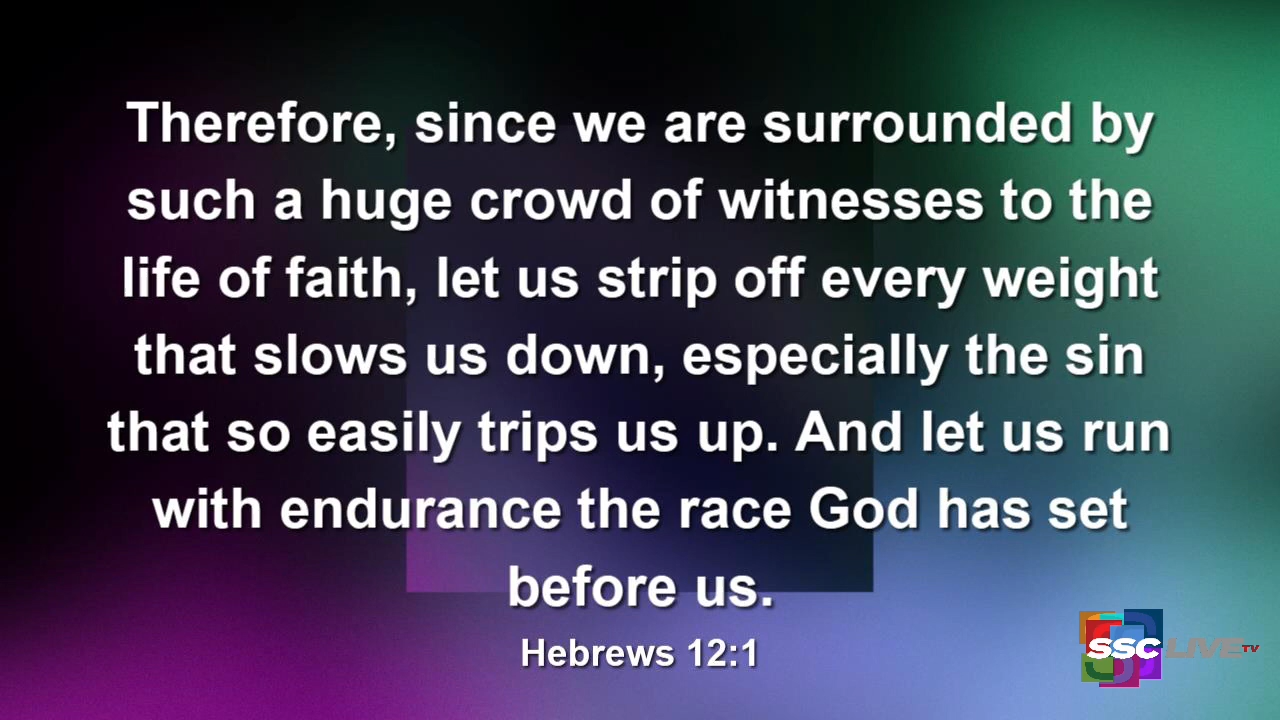 Therefore, since we are surrounded by
such a huge crowd of witnesses to the
life of faith, let us strip off every weight
that slows us down, especially the sin
that so easily trips us up. And let us run
with endurance the race God has set
before us.
Hebrews 12:1
SSC LIVE TV